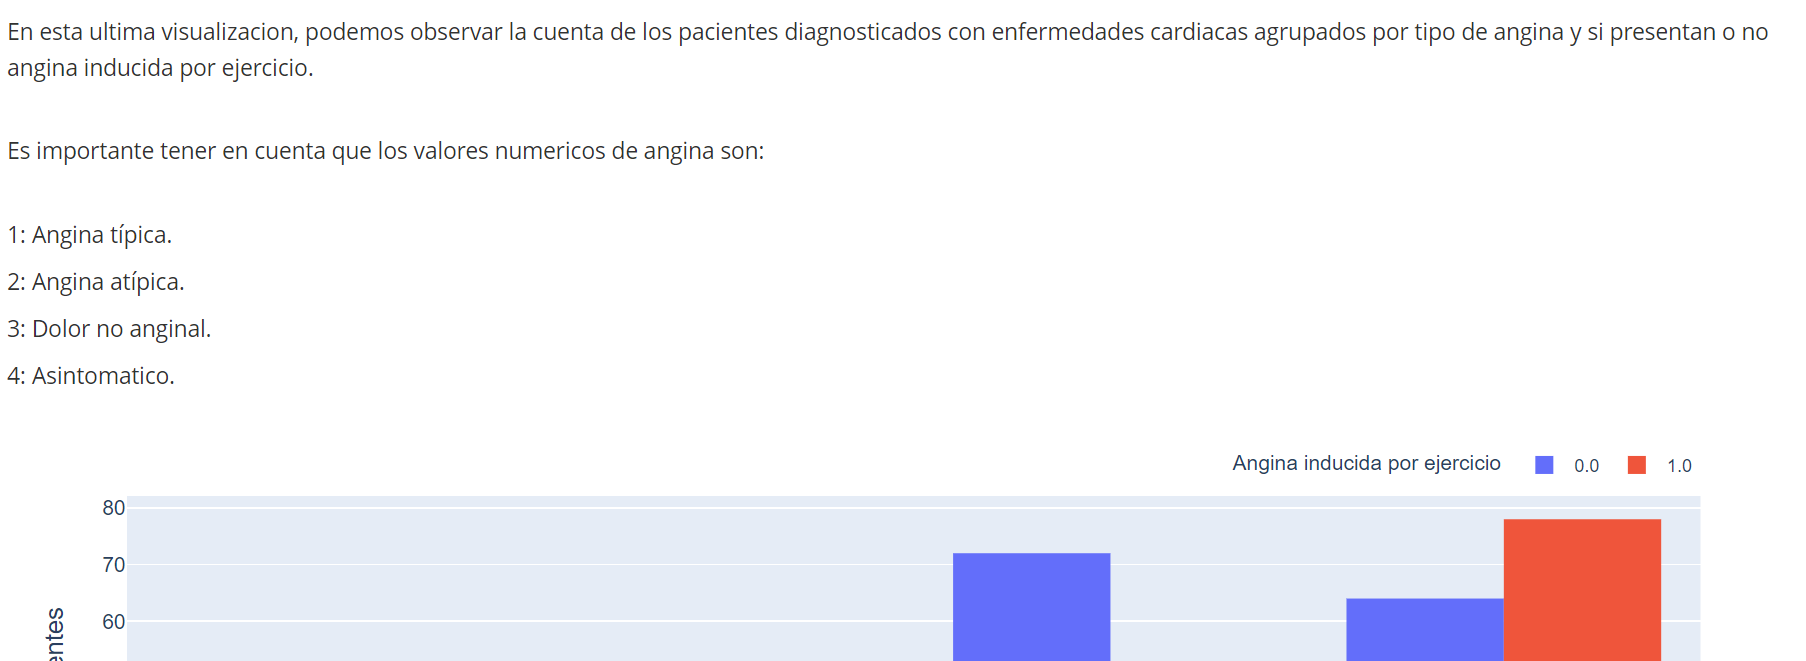 En esta ultima visualizacion, podemos observar la cuenta de los pacientes diagnosticados con enfermedades cardiacas agrupados por tipo de angina y si presentan o no
angina inducida por ejercicio.
Es importante tener en cuenta que los valores numericos de angina son:
1: Angina típica.
2: Angina atípica.
3: Dolor no anginal.
4: Asintomatico.
Angina inducida por ejercicio 0.0 1.0
80
70
60